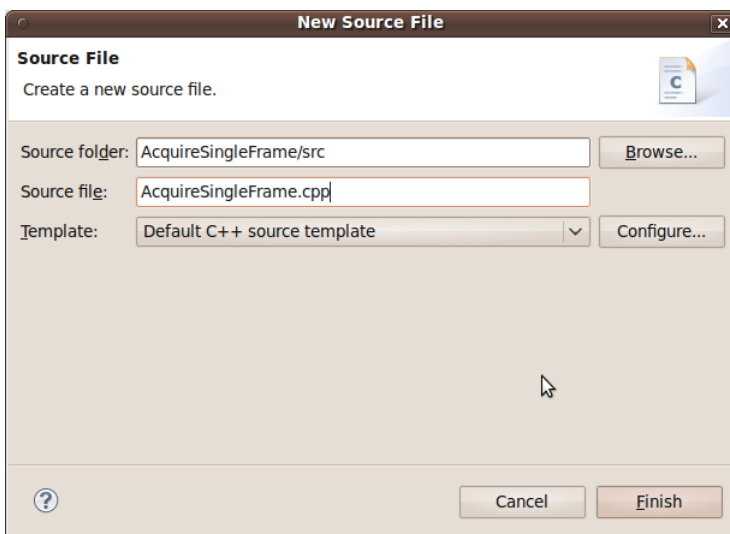 New Source File
Source File
Create a new source file.
C
Source folder: AcquireSingleFrame/src Browse...
Source file: AcquireSingleFrame.cpp
Template: Default C++ source template Configure...
? Cancel Finish